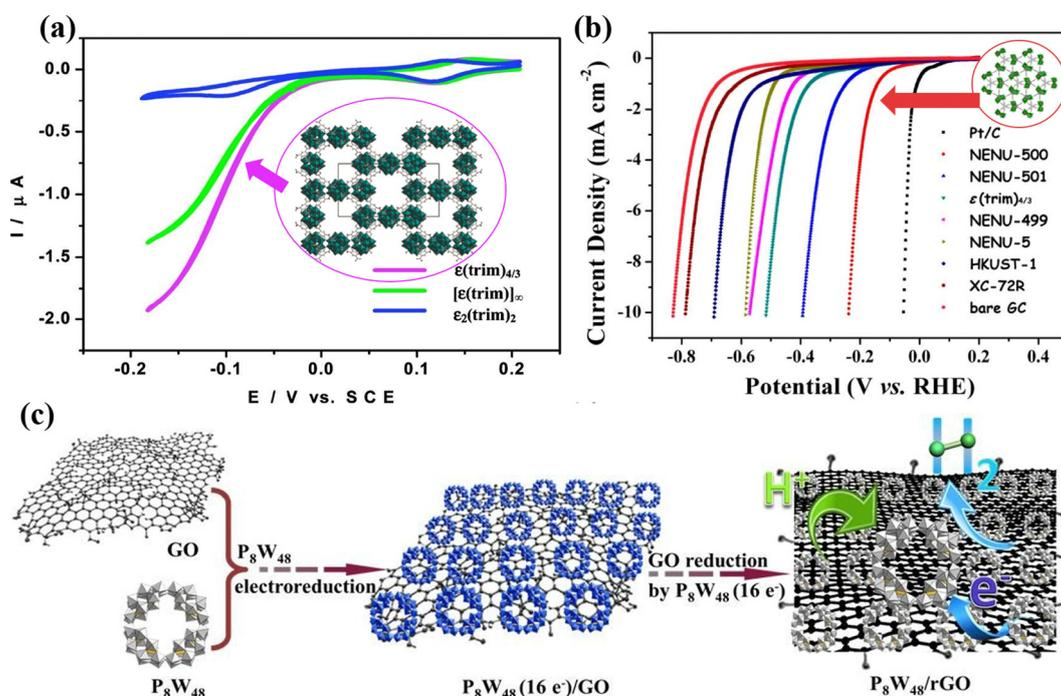 (a)
0.0
-0.5
-1.0
-1.5
-2.0
I / μA
ε(trim)₄/₃
[ε(trim)]∞
ε₂(trim)₂
-0.2 -0.1 0.0 0.1 0.2
E / V vs. SCE
(b)
0
-2
-4
-6
-8
-10
Current Density (mA cm⁻²)
Pt/C
NENU-500
NENU-501
ε(trim)₄/₃
NENU-499
NENU-5
HKUST-1
XC-72R
bare GC
-0.8 -0.6 -0.4 -0.2 0.0 0.2 0.4
Potential (V vs. RHE)
(c)
GO
P₈W₄₈
P₈W₄₈
electroreduction
P₈W₄₈ (16 e⁻)/GO
GO reduction
by P₈W₄₈ (16 e⁻)
H⁺
2
e⁻
P₈W₄₈/rGO